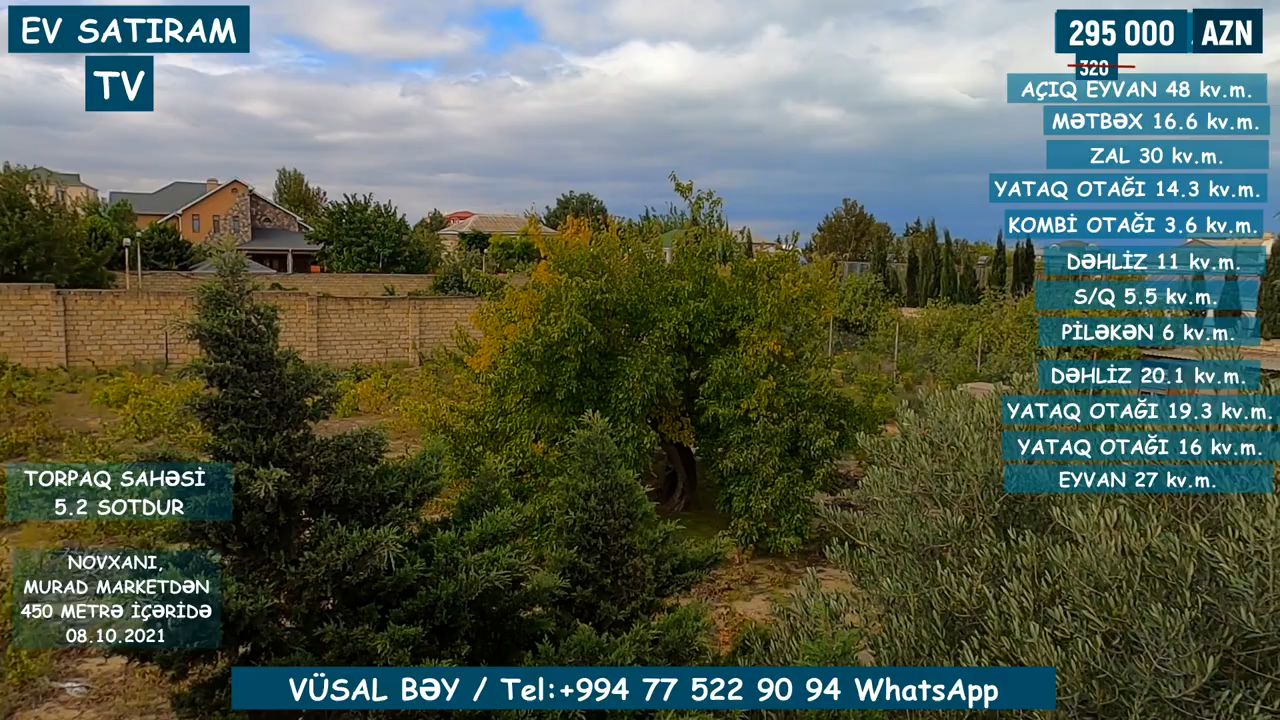 EV SATIRAM
TV
295 000 AZN
320
AÇIQ EYVAN 48 kv.m.
MƏTBƏX 16.6 kv.m.
ZAL 30 kv.m.
YATAQ OTAĞI 14.3 kv.m.
KOMBİ OTAĞI 3.6 kv.m.
DƏHLİZ 11 kv.m.
S/Q 5.5 kv.m.
PİLƏKƏN 6 kv.m.
DƏHLİZ 20.1 kv.m.
YATAQ OTAĞI 19.3 kv.m.
YATAQ OTAĞI 16 kv.m.
EYVAN 27 kv.m.
TORPAQ SAHƏSİ
5.2 SOTDUR
NOVXANI,
MURAD MARKETDƏN
450 METRƏ İÇƏRİDƏ
08.10.2021
VÜSAL BƏY / Tel:+994 77 522 90 94 WhatsApp